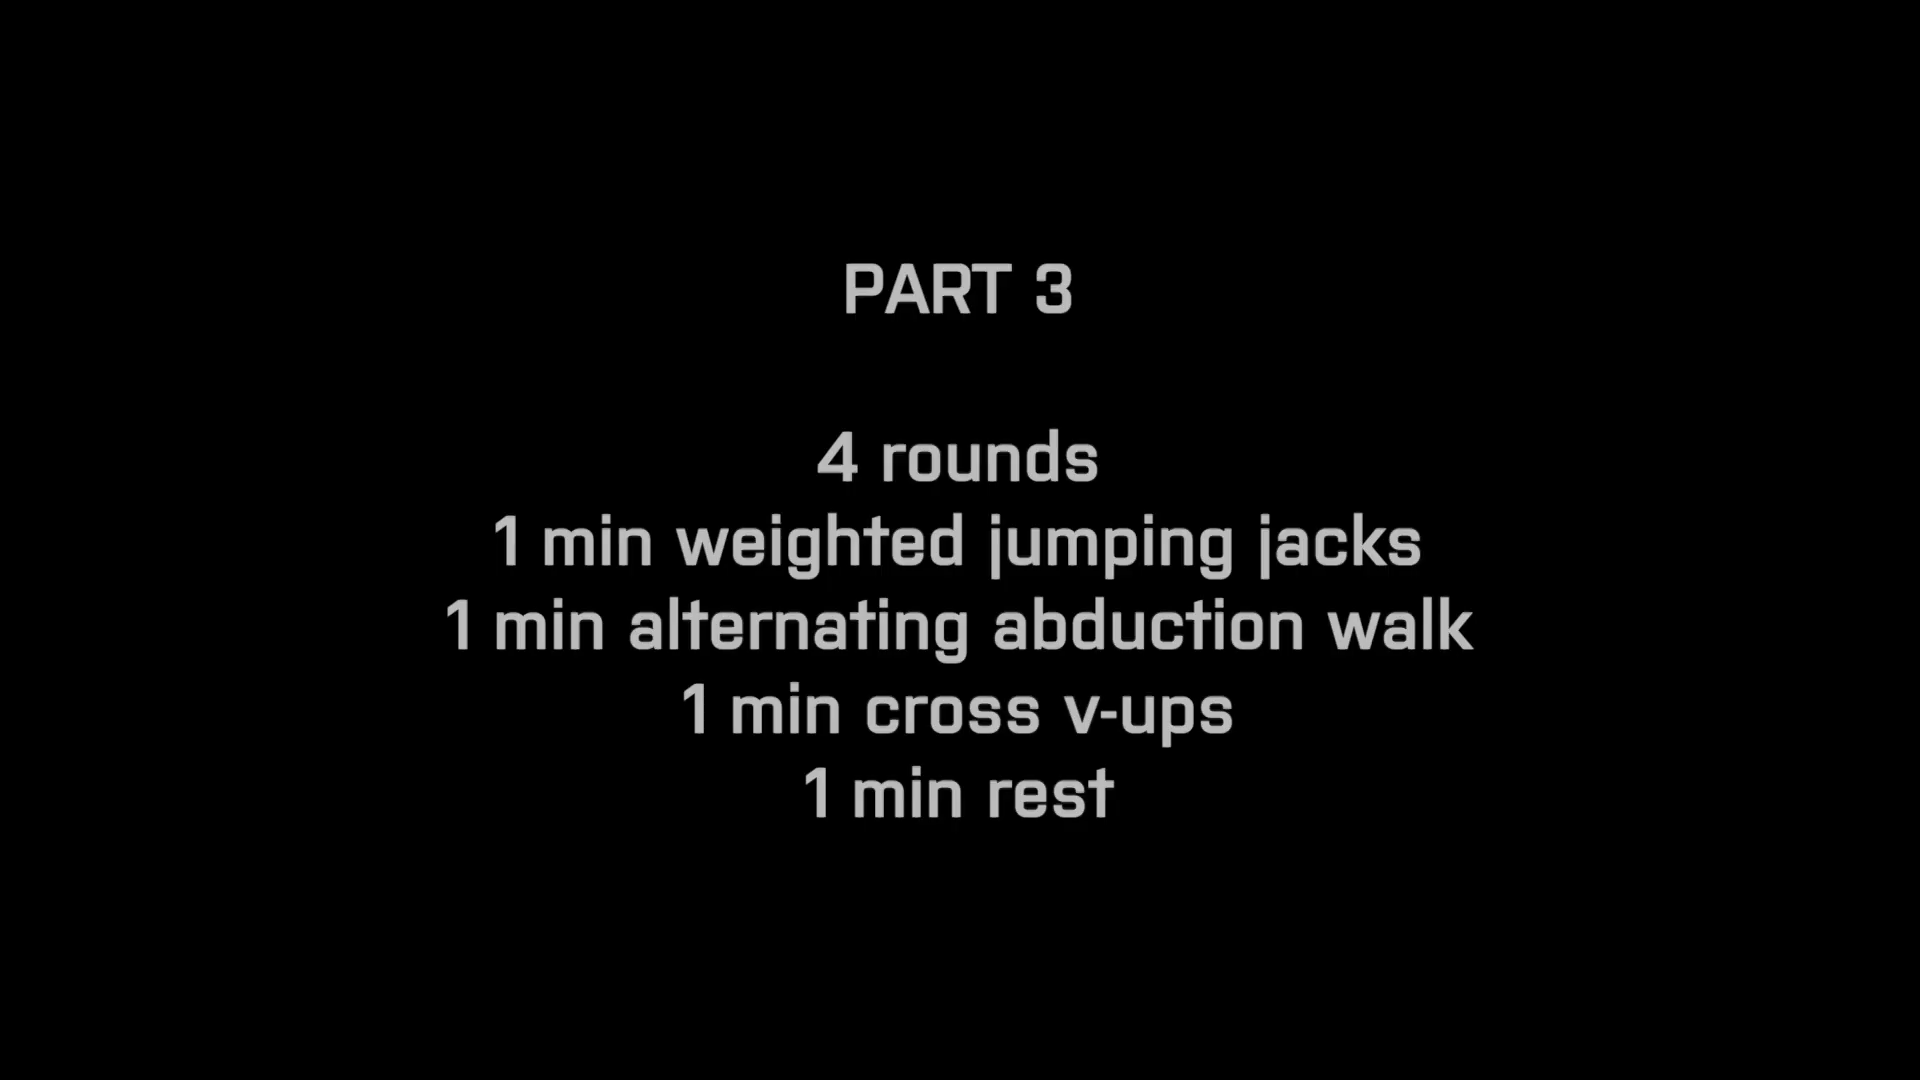 PART 3
4 rounds
1 min weighted jumping jacks
1 min alternating abduction walk
1 min cross v-ups
1 min rest